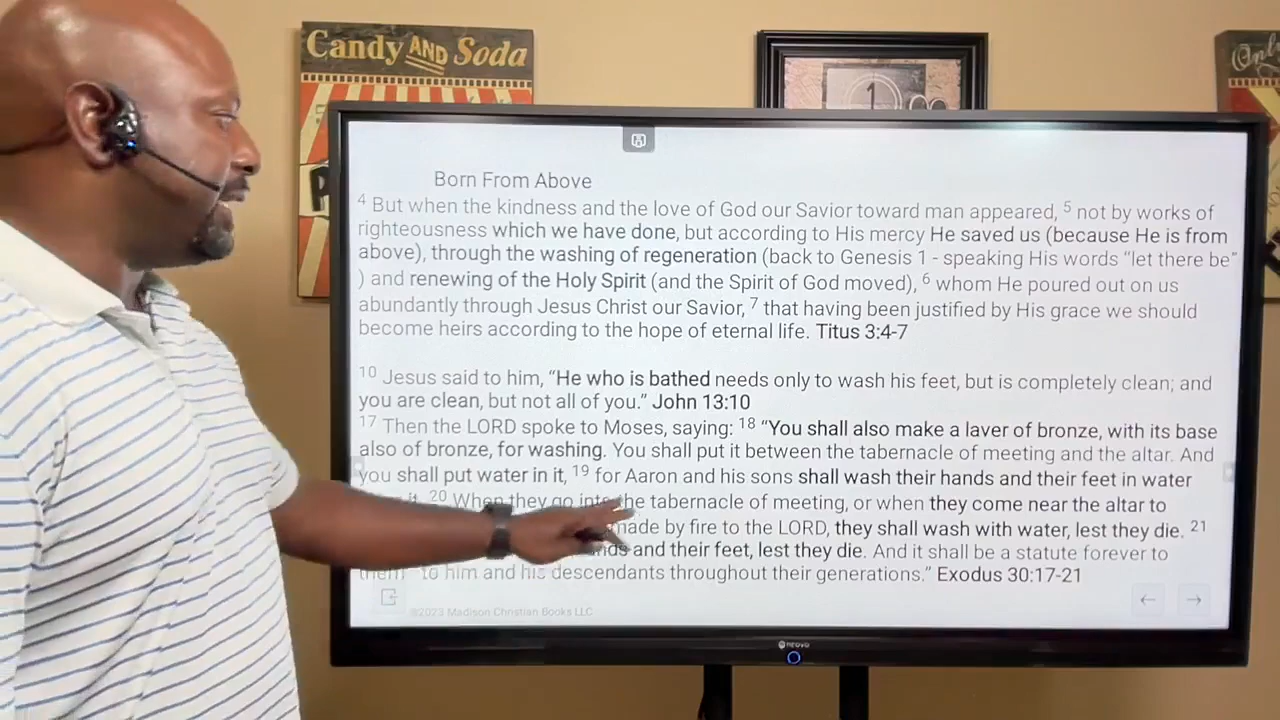 Candy AND Soda
Only
1
P
Born From Above
4 But when the kindness and the love of God our Savior toward man appeared, 5 not by works of
righteousness which we have done, but according to His mercy He saved us (because He is from
above), through the washing of regeneration (back to Genesis 1 - speaking His words “let there be”
) and renewing of the Holy Spirit (and the Spirit of God moved), 6 whom He poured out on us
abundantly through Jesus Christ our Savior, 7 that having been justified by His grace we should
become heirs according to the hope of eternal life. Titus 3:4-7
10 Jesus said to him, “He who is bathed needs only to wash his feet, but is completely clean; and
you are clean, but not all of you.” John 13:10
17 Then the LORD spoke to Moses, saying: 18 “You shall also make a laver of bronze, with its base
also of bronze, for washing. You shall put it between the tabernacle of meeting and the altar. And
you shall put water in it, 19 for Aaron and his sons shall wash their hands and their feet in water
it. 20 When they go into the tabernacle of meeting, or when they come near the altar to
made by fire to the LORD, they shall wash with water, lest they die. 21
and their feet, lest they die. And it shall be a statute forever to
them to him and his descendants throughout their generations.” Exodus 30:17-21
©2023 Madison Christian Books LLC
NEOVO